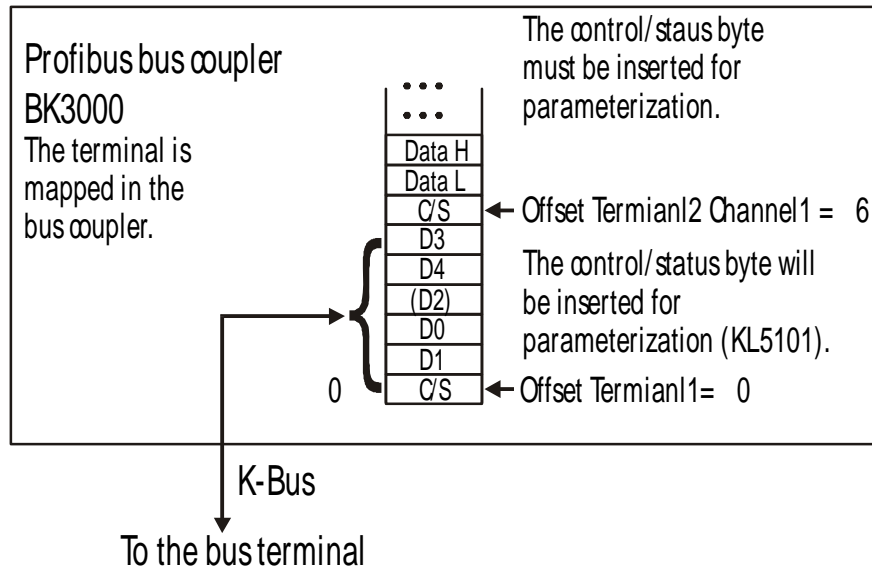 Profibus bus coupler
BK3000
The terminal is
mapped in the
bus coupler.
The control/staus byte
must be inserted for
parameterization.
Data H
Data L
C/S
Offset Termianl2 Channel1 = 6
D3
D4
(D2)
D0
D1
The control/status byte will
be inserted for
parameterization (KL5101).
0
C/S
Offset Termianl1= 0
K-Bus
To the bus terminal